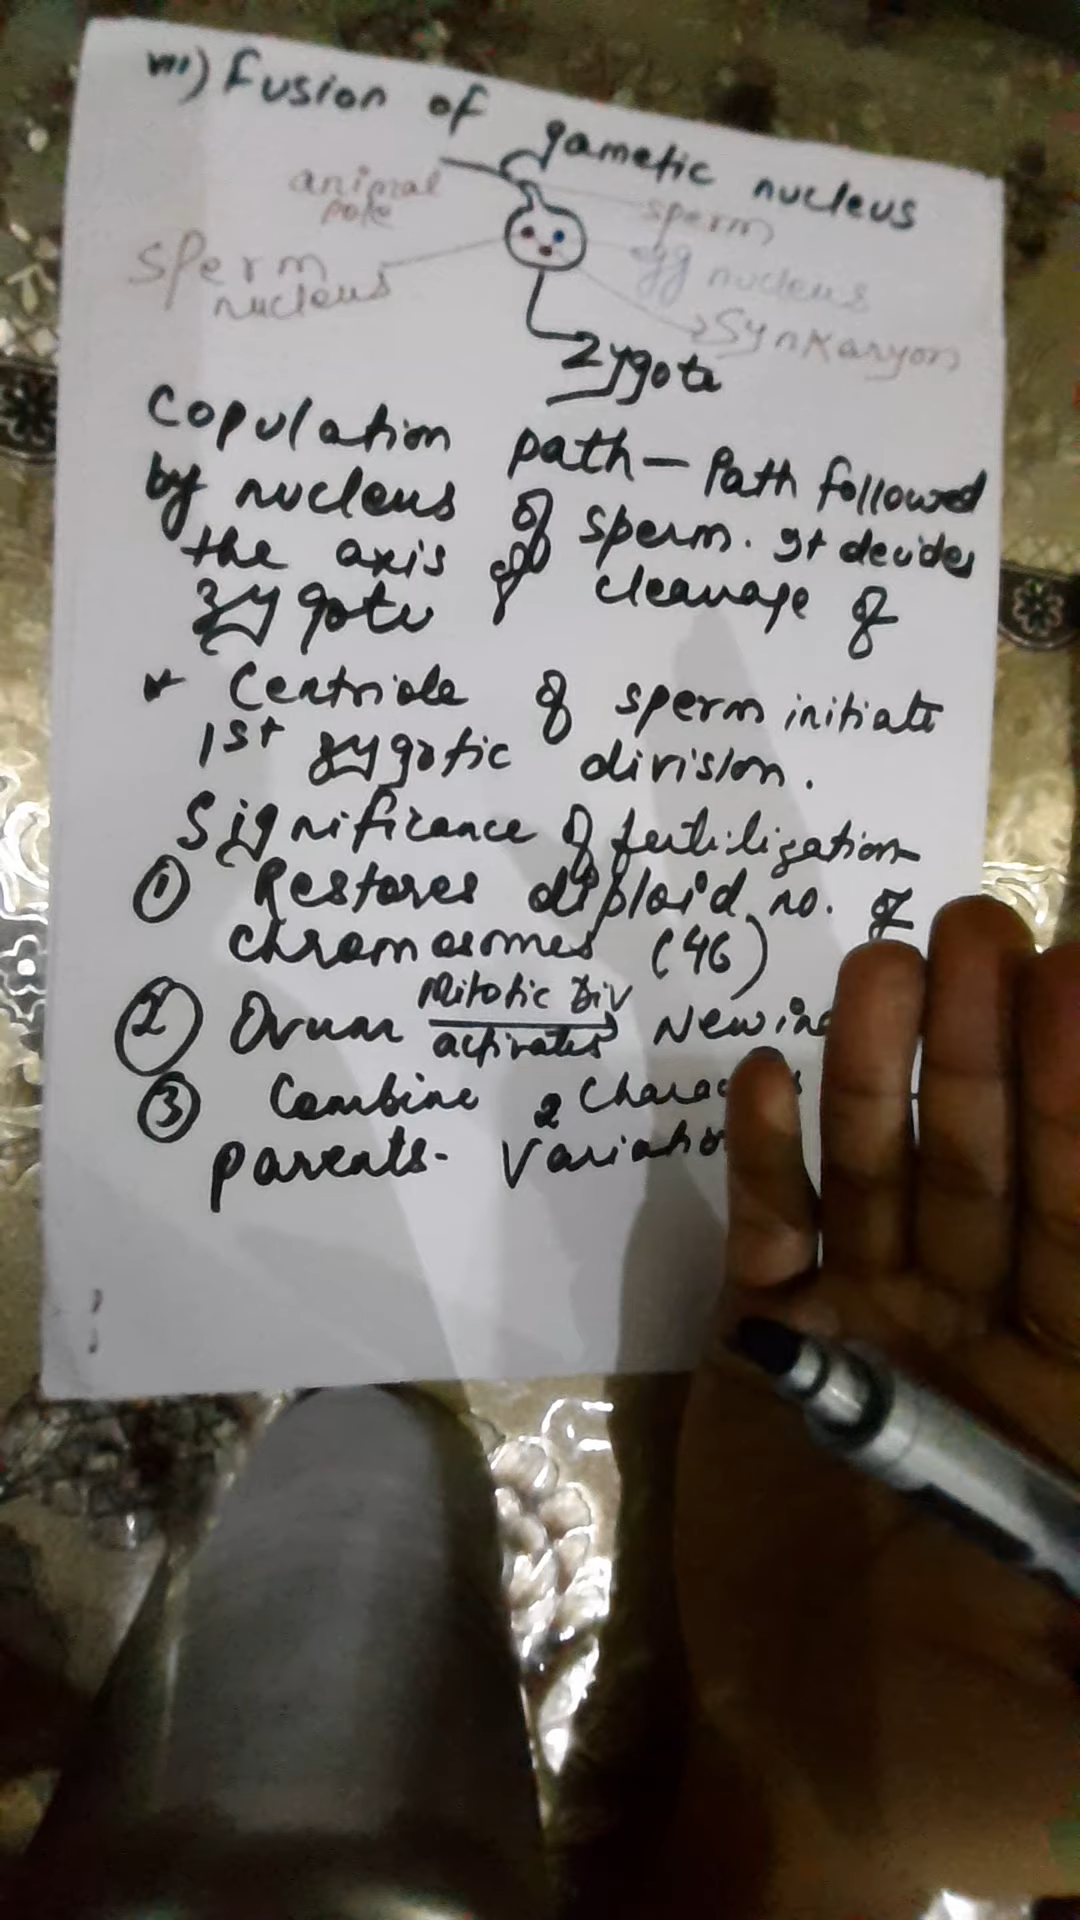 vii) Fusion of gametic nucleus
animal pole
sperm
sperm nucleus
egg nucleus
synkaryon
Zygote
Copulation path - Path followed
by nucleus of sperm. It decides
the axis of cleavage of
zygote
* Centriole of sperm initiate
1st zygotic division.
Significance of fertilization
① Restores diploid no. of
chromosomes (46)
② Ovum Mitotic Div activates New
③ Combine 2
parents.